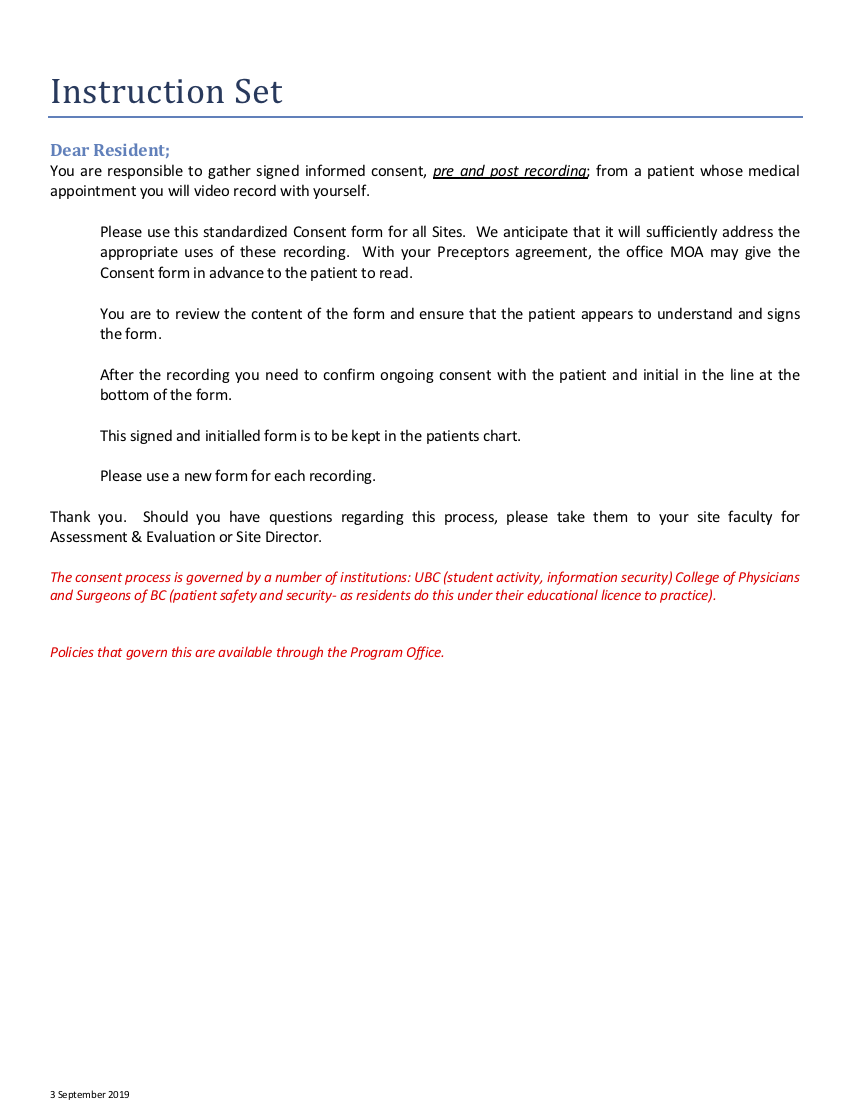 Instruction Set
Dear Resident;
You are responsible to gather signed informed consent, pre and post recording; from a patient whose medical
appointment you will video record with yourself.
Please use this standardized Consent form for all Sites.  We anticipate that it will sufficiently address the
appropriate uses of these recording.  With your Preceptors agreement, the office MOA may give the
Consent form in advance to the patient to read.
You are to review the content of the form and ensure that the patient appears to understand and signs
the form.
After the recording you need to confirm ongoing consent with the patient and initial in the line at the
bottom of the form.
This signed and initialled form is to be kept in the patients chart.
Please use a new form for each recording.
Thank you.  Should you have questions regarding this process, please take them to your site faculty for
Assessment & Evaluation or Site Director.
The consent process is governed by a number of institutions: UBC (student activity, information security) College of Physicians
and Surgeons of BC (patient safety and security- as residents do this under their educational licence to practice).
Policies that govern this are available through the Program Office.
3 September 2019